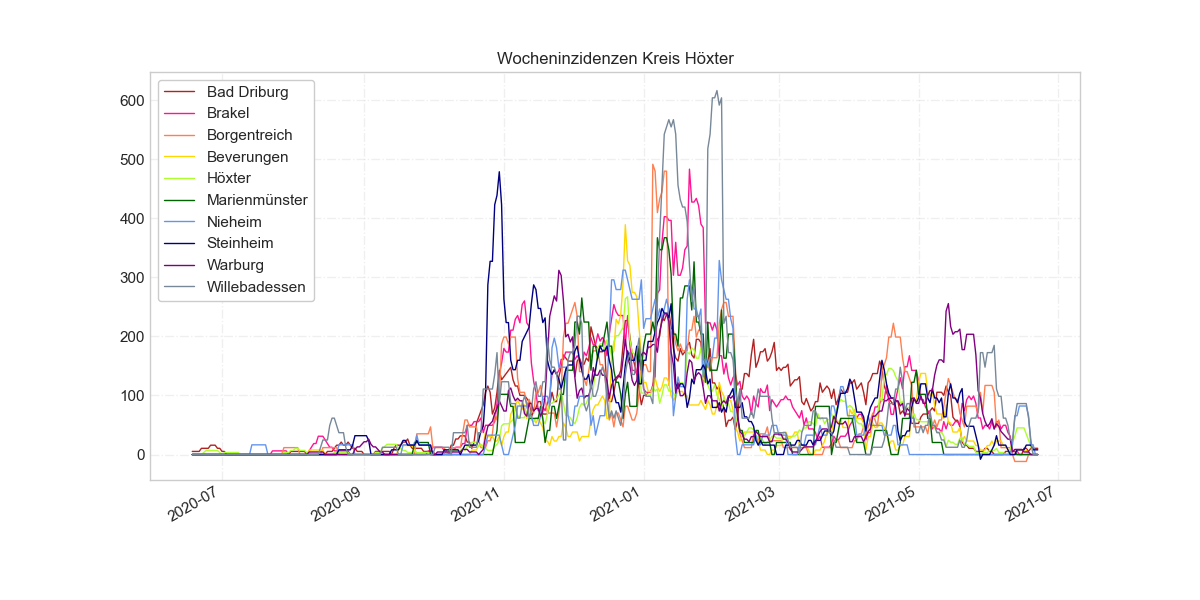 Wocheninzidenzen Kreis Höxter
600
500
400
300
200
100
0
Bad Driburg
Brakel
Borgentreich
Beverungen
Höxter
Marienmünster
Nieheim
Steinheim
Warburg
Willebadessen
2020-07
2020-09
2020-11
2021-01
2021-03
2021-05
2021-07